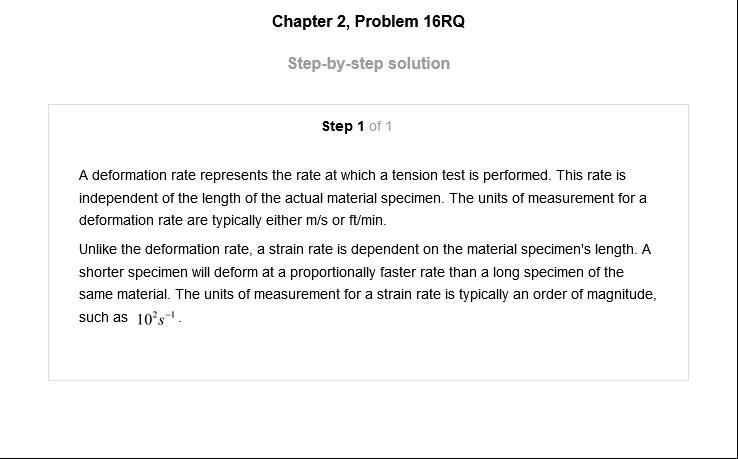 Chapter 2, Problem 16RQ
Step-by-step solution
Step 1 of 1
A deformation rate represents the rate at which a tension test is performed. This rate is
independent of the length of the actual material specimen. The units of measurement for a
deformation rate are typically either m/s or ft/min.
Unlike the deformation rate, a strain rate is dependent on the material specimen's length. A
shorter specimen will deform at a proportionally faster rate than a long specimen of the
same material. The units of measurement for a strain rate is typically an order of magnitude,
such as 10²s⁻¹.